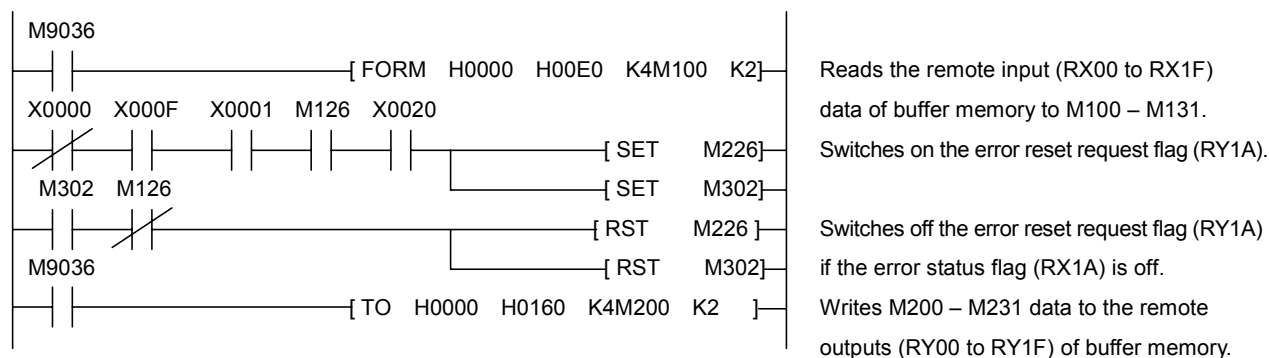 M9036
[ FORM H0000 H00E0 K4M100 K2] Reads the remote input (RX00 to RX1F)
X0000 X000F X0001 M126 X0020 data of buffer memory to M100 – M131.
[ SET M226] Switches on the error reset request flag (RY1A).
M302 M126 [ SET M302]
[ RST M226 ] Switches off the error reset request flag (RY1A)
M9036 [ RST M302] if the error status flag (RX1A) is off.
[ TO H0000 H0160 K4M200 K2 ] Writes M200 – M231 data to the remote
outputs (RY00 to RY1F) of buffer memory.